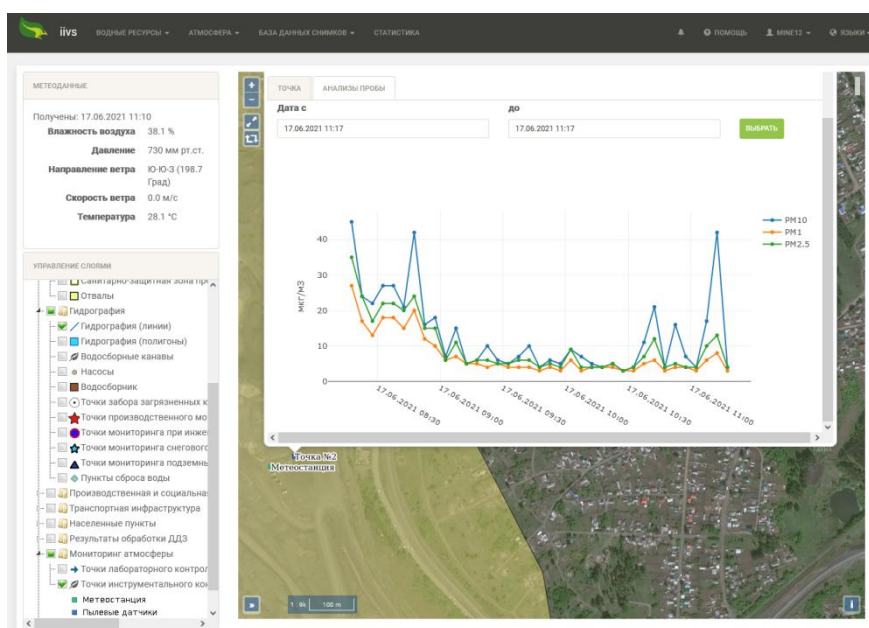 iivs ВОДНЫЕ РЕСУРСЫ АТМОСФЕРА БАЗА ДАННЫХ СНИМКОВ СТАТИСТИКА ПОМОЩЬ MINE12 ЯЗЫКИ
МЕТЕОДАННЫЕ
Получены: 17.06.2021 11:10
Влажность воздуха 38.1 %
Давление 730 мм рт.ст.
Направление ветра Ю-Ю-З (198.7
Град)
Скорость ветра 0.0 м/с
Температура 28.1 °C
УПРАВЛЕНИЕ СЛОЯМИ
Санитарно-защитная зона пр
Отвалы
Гидрография
Гидрография (линии)
Гидрография (полигоны)
Водосборные канавы
Насосы
Водосборник
Точки забора загрязненных к
Точки производственного мо
Точки мониторинга при инже
Точки мониторинга снегового
Точки мониторинга подземнь
Пункты сброса воды
Производственная и социальна
Транспортная инфраструктура
Населенные пункты
Результаты обработки ДДЗ
Мониторинг атмосферы
Точки лабораторного контрол
Точки инструментального кон
Метеостанция
Пылевые датчики
ТОЧКА АНАЛИЗЫ ПРОБЫ
Дата с до
17.06.2021 11:17 17.06.2021 11:17 ВЫБРАТЬ
мкг/м3
40
30
20
10
0
17.06.2021 08:30
17.06.2021 09:00
17.06.2021 09:30
17.06.2021 10:00
17.06.2021 10:30
17.06.2021 11:00
PM10
PM1
PM2.5
Точка №2
Метеостанция
1 : 9k 100 m